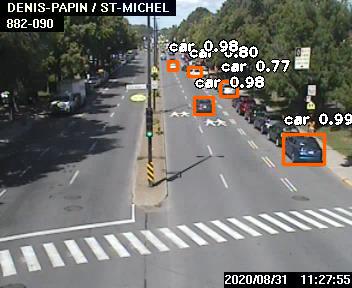 DENIS-PAPIN / ST-MICHEL
882-090
car 0.98
0.80
car 0.77
car 0.98
car 0.99
2020/08/31 11:27:55